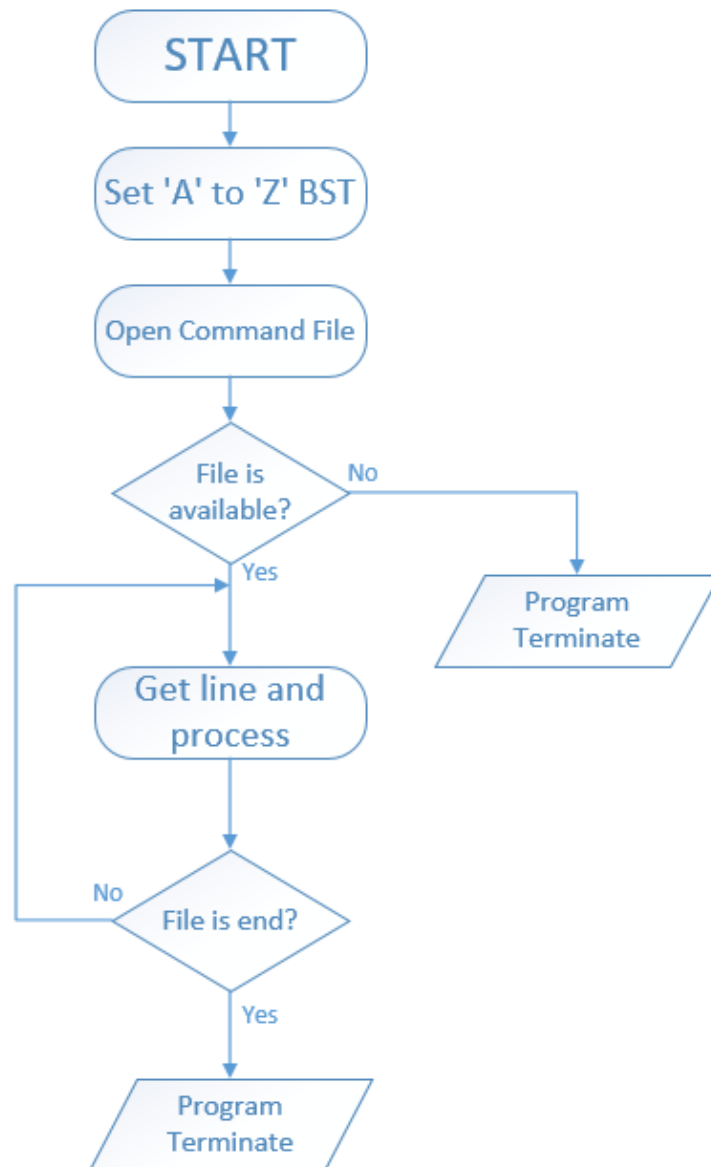 START
Set 'A' to 'Z' BST
Open Command File
File is
available?
No
Yes
Program
Terminate
Get line and
process
No
File is end?
Yes
Program
Terminate